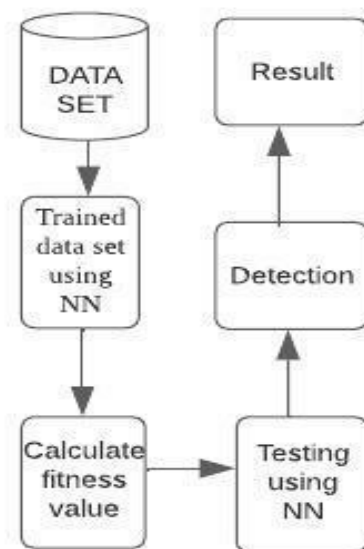 DATA
SET
Trained
data set
using
NN
Calculate
fitness
value
Testing
using
NN
Detection
Result